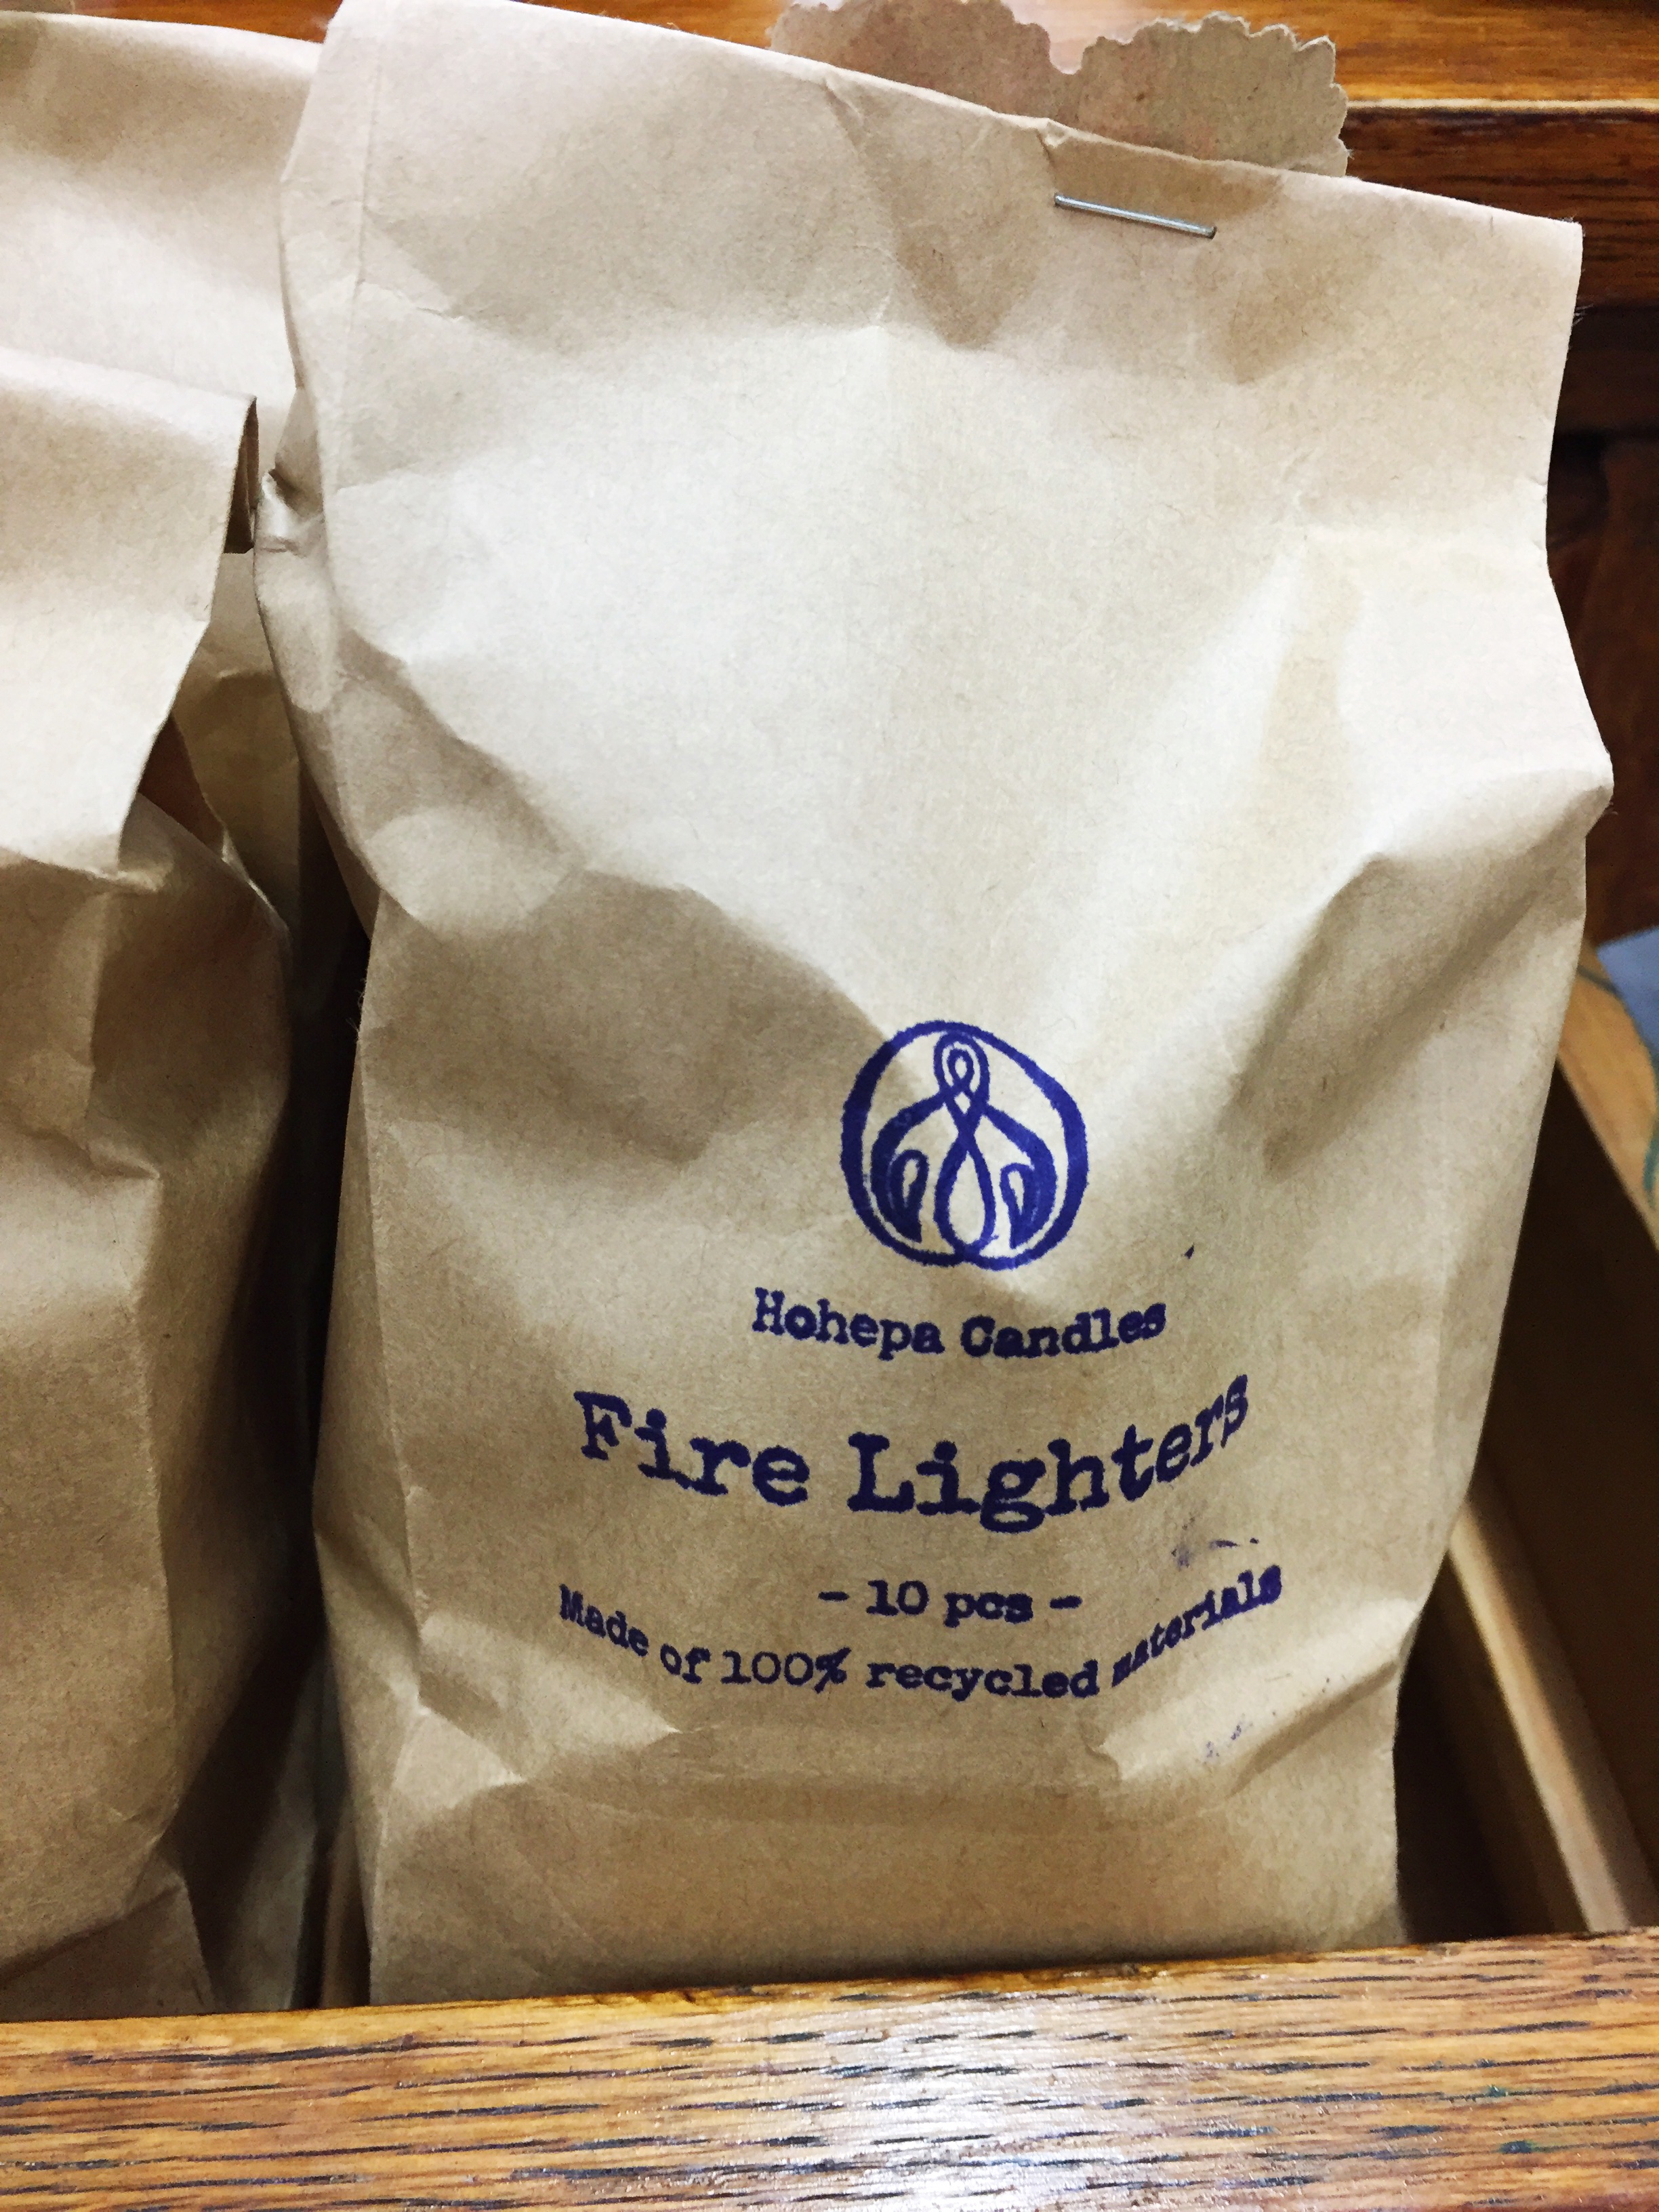 Hohepa Candles
Fire Lighters
- 10 pcs -
Made of 100% recycled materials